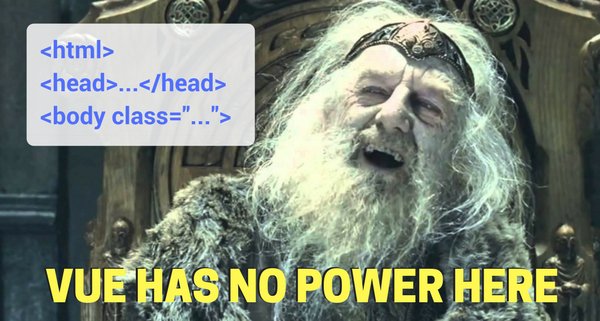 <html>
<head>...</head>
<body class="...">
VUE HAS NO POWER HERE